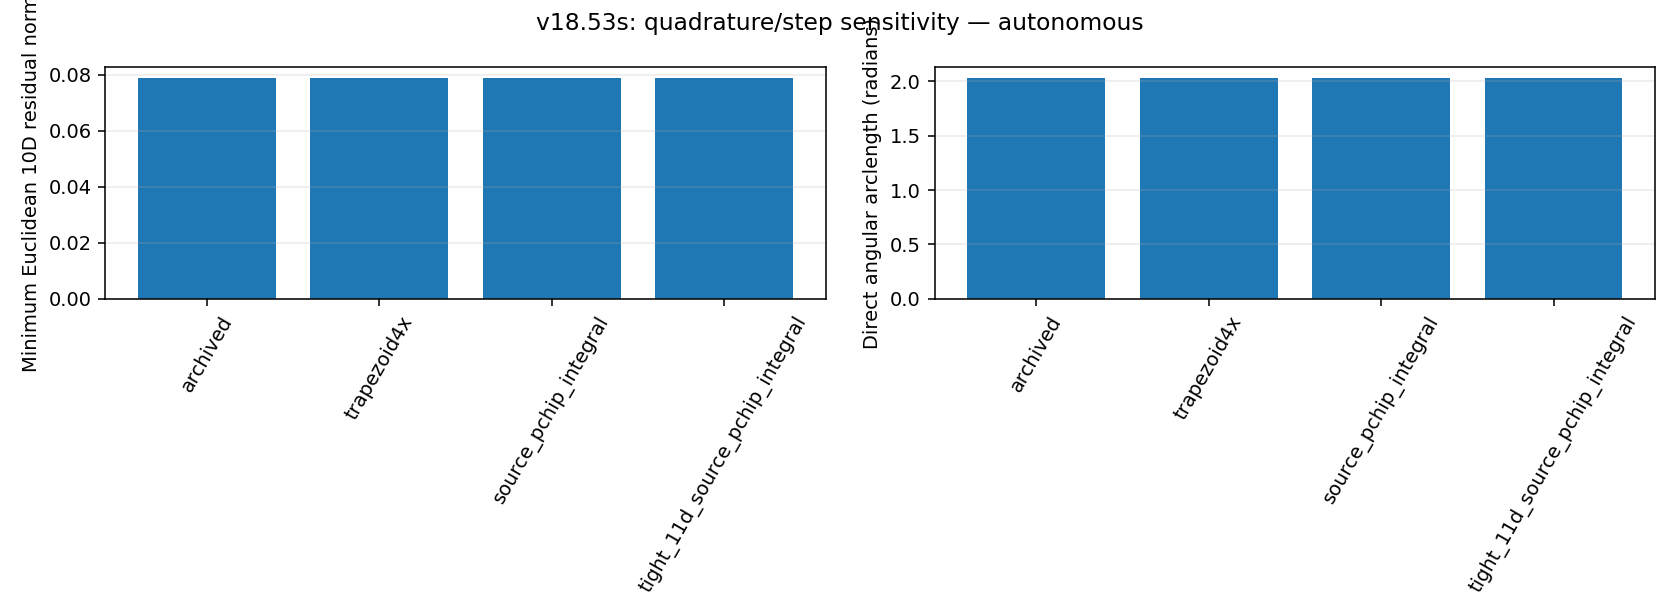 v18.53s: quadrature/step sensitivity — autonomous
Minimum Euclidean 10D residual norm
0.08
0.06
0.04
0.02
0.00
archived
trapezoid4x
source_pchip_integral
tight_11d_source_pchip_integral
Direct angular arclength (radians)
2.0
1.5
1.0
0.5
0.0
archived
trapezoid4x
source_pchip_integral
tight_11d_source_pchip_integral